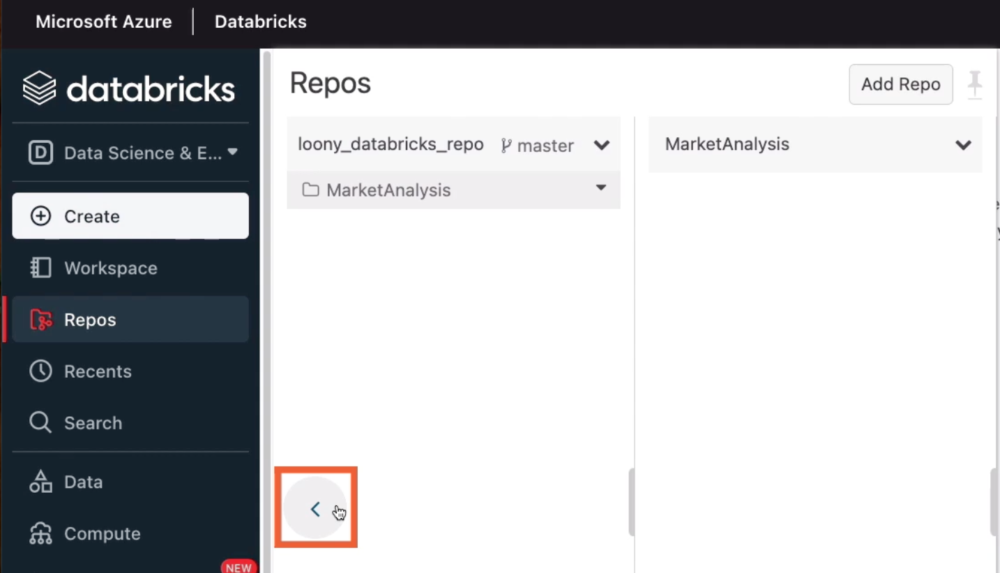 Microsoft Azure | Databricks
databricks
D Data Science & E...
Create
Workspace
Repos
Recents
Search
Data
Compute
NEW
Repos
Add Repo
loony_databricks_repo master
MarketAnalysis
MarketAnalysis